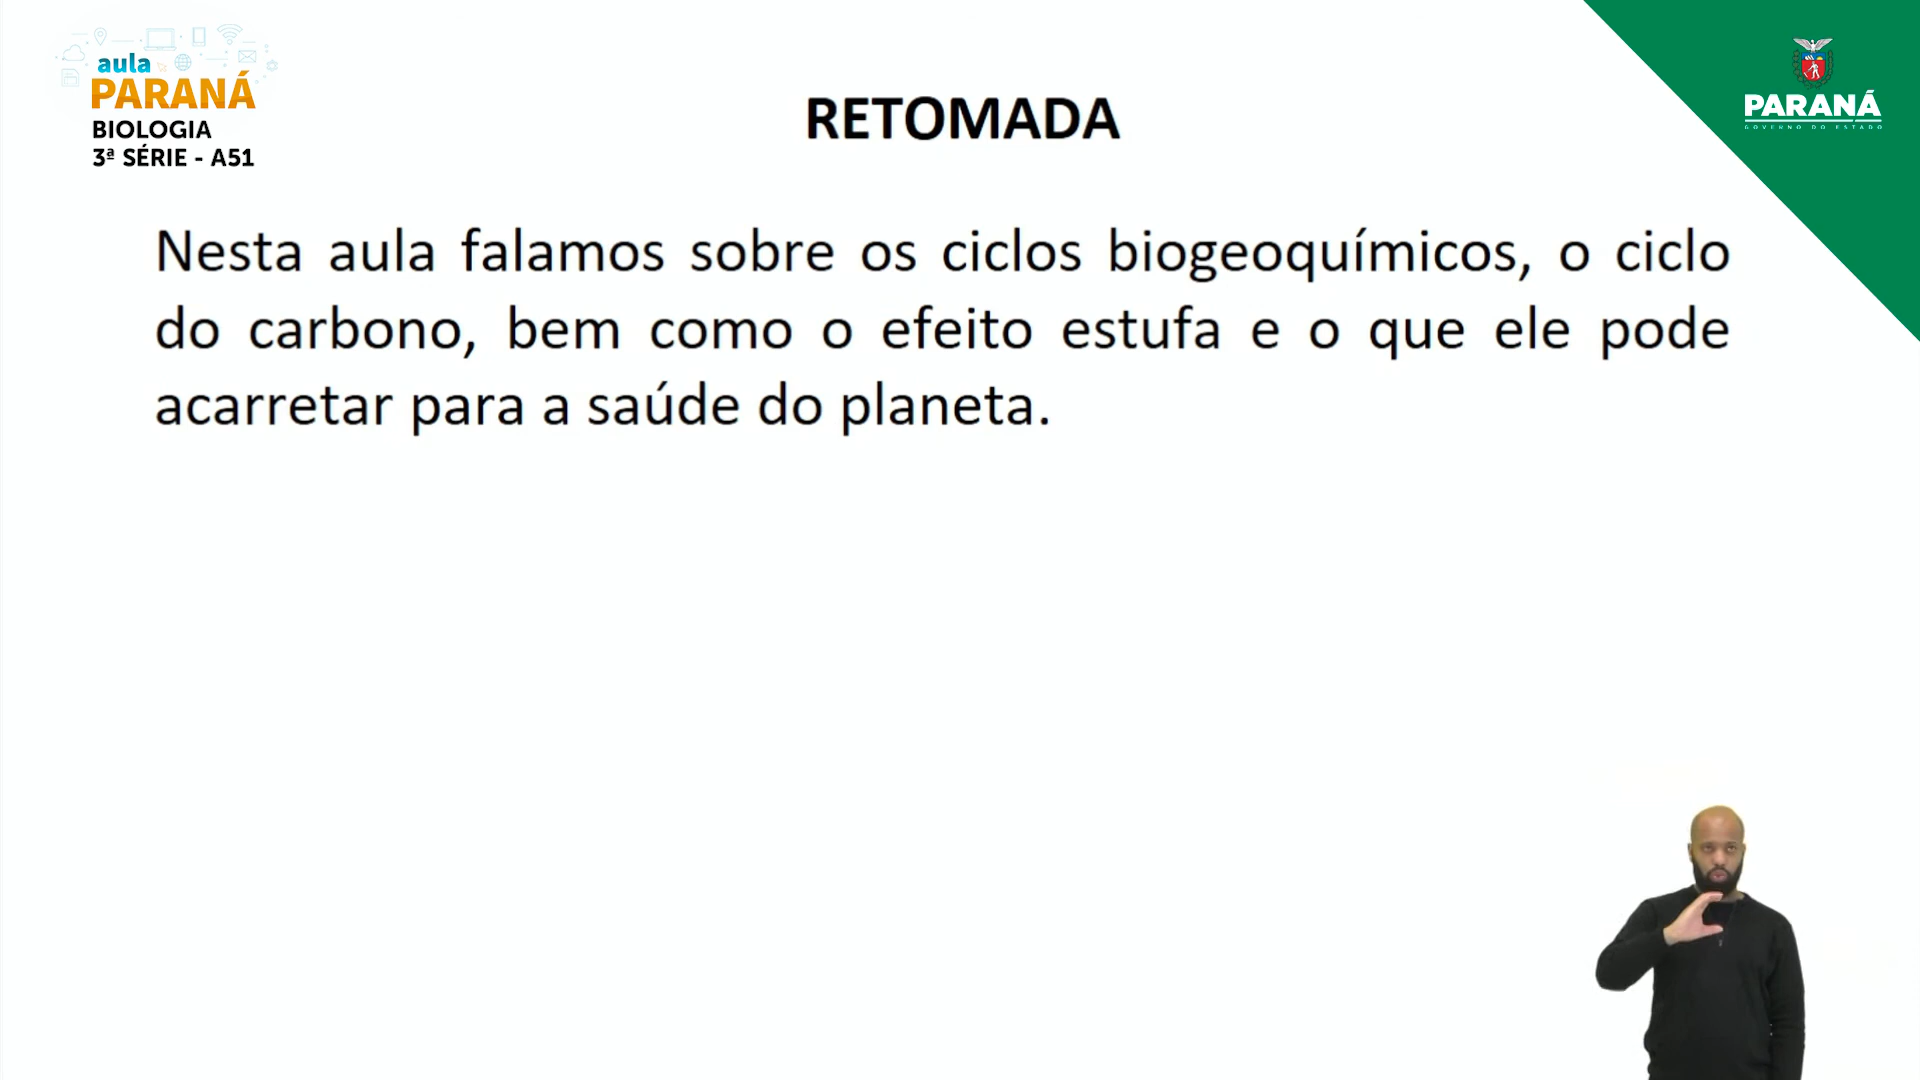 aula
PARANÁ
BIOLOGIA
3ª SÉRIE - A51
PARANÁ
GOVERNO DO ESTADO
RETOMADA
Nesta aula falamos sobre os ciclos biogeoquímicos, o ciclo
do carbono, bem como o efeito estufa e o que ele pode
acarretar para a saúde do planeta.